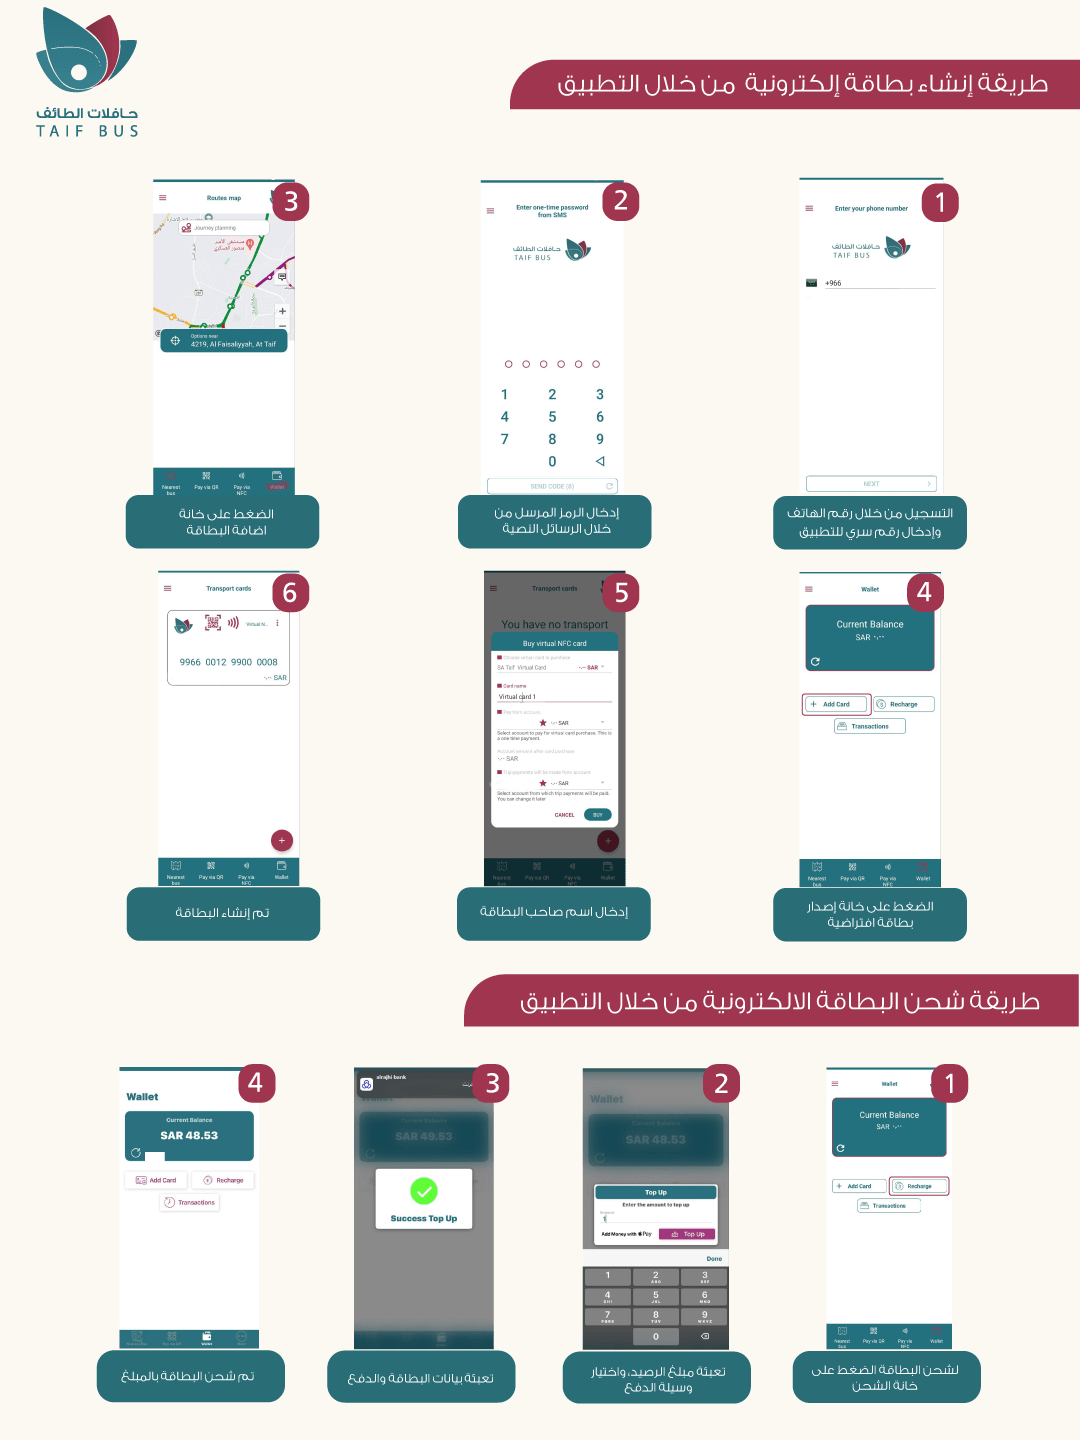 حافلات الطائف
TAIF BUS
طريقة إنشاء بطاقة إلكترونية من خلال التطبيق
1
Enter your phone number
حافلات الطائف
TAIF BUS
+966
NEXT
التسجيل من خلال رقم الهاتف
وإدخال رقم سري للتطبيق
2
Enter one-time password
from SMS
حافلات الطائف
TAIF BUS
1 2 3
4 5 6
7 8 9
0
SEND CODE (8)
إدخال الرمز المرسل من
خلال الرسائل النصية
3
Routes map
Journey planning
Options near
4219, Al Faisaliyyah, At Taif
Nearest bus
Pay via QR
Pay via NFC
Wallet
الضغط على خانة
اضافة البطاقة
4
Wallet
Current Balance
SAR ٠.٠٠
Add Card
Recharge
Transactions
Nearest bus
Pay via QR
Pay via NFC
Wallet
الضغط على خانة إصدار
بطاقة افتراضية
5
Transport cards
You have no transport
Buy virtual NFC card
Choose virtual card to purchase
SA Taif Virtual Card ٠.٠٠ SAR
Card name
Virtual card 1
Payment account
٠.٠٠ SAR
Select account to pay for virtual card purchase. This is
a one time payment.
Account amount after card purchase
٠.٠٠ SAR
Trip payments will be made from account
٠.٠٠ SAR
Select account from which trip payments will be paid.
You can change it later
CANCEL
BUY
Nearest bus
Pay via QR
Pay via NFC
Wallet
إدخال اسم صاحب البطاقة
6
Transport cards
Virtual N..
9966 0012 9900 0008
٠.٠٠ SAR
Nearest bus
Pay via QR
Pay via NFC
Wallet
تم إنشاء البطاقة
طريقة شحن البطاقة الالكترونية من خلال التطبيق
1
Wallet
Current Balance
SAR ٠.٠٠
Add Card
Recharge
Transactions
Nearest bus
Pay via QR
Pay via NFC
Wallet
لشحن البطاقة الضغط على
خانة الشحن
2
Wallet
Current Balance
SAR 48.53
Top Up
Enter the amount to top up
1
Add Money with Pay
Top Up
Done
1 2 ABC 3 DEF
4 GHI 5 JKL 6 MNO
7 PQRS 8 TUV 9 WXYZ
0
تعبئة مبلغ الرصيد، واختيار
وسيلة الدفع
3
alrajhi bank
Wallet
Current Balance
SAR 49.53
Success Top Up
تعبئة بيانات البطاقة والدفع
4
Wallet
Current Balance
SAR 48.53
Add Card
Recharge
Transactions
Wallet
تم شحن البطاقة بالمبلغ